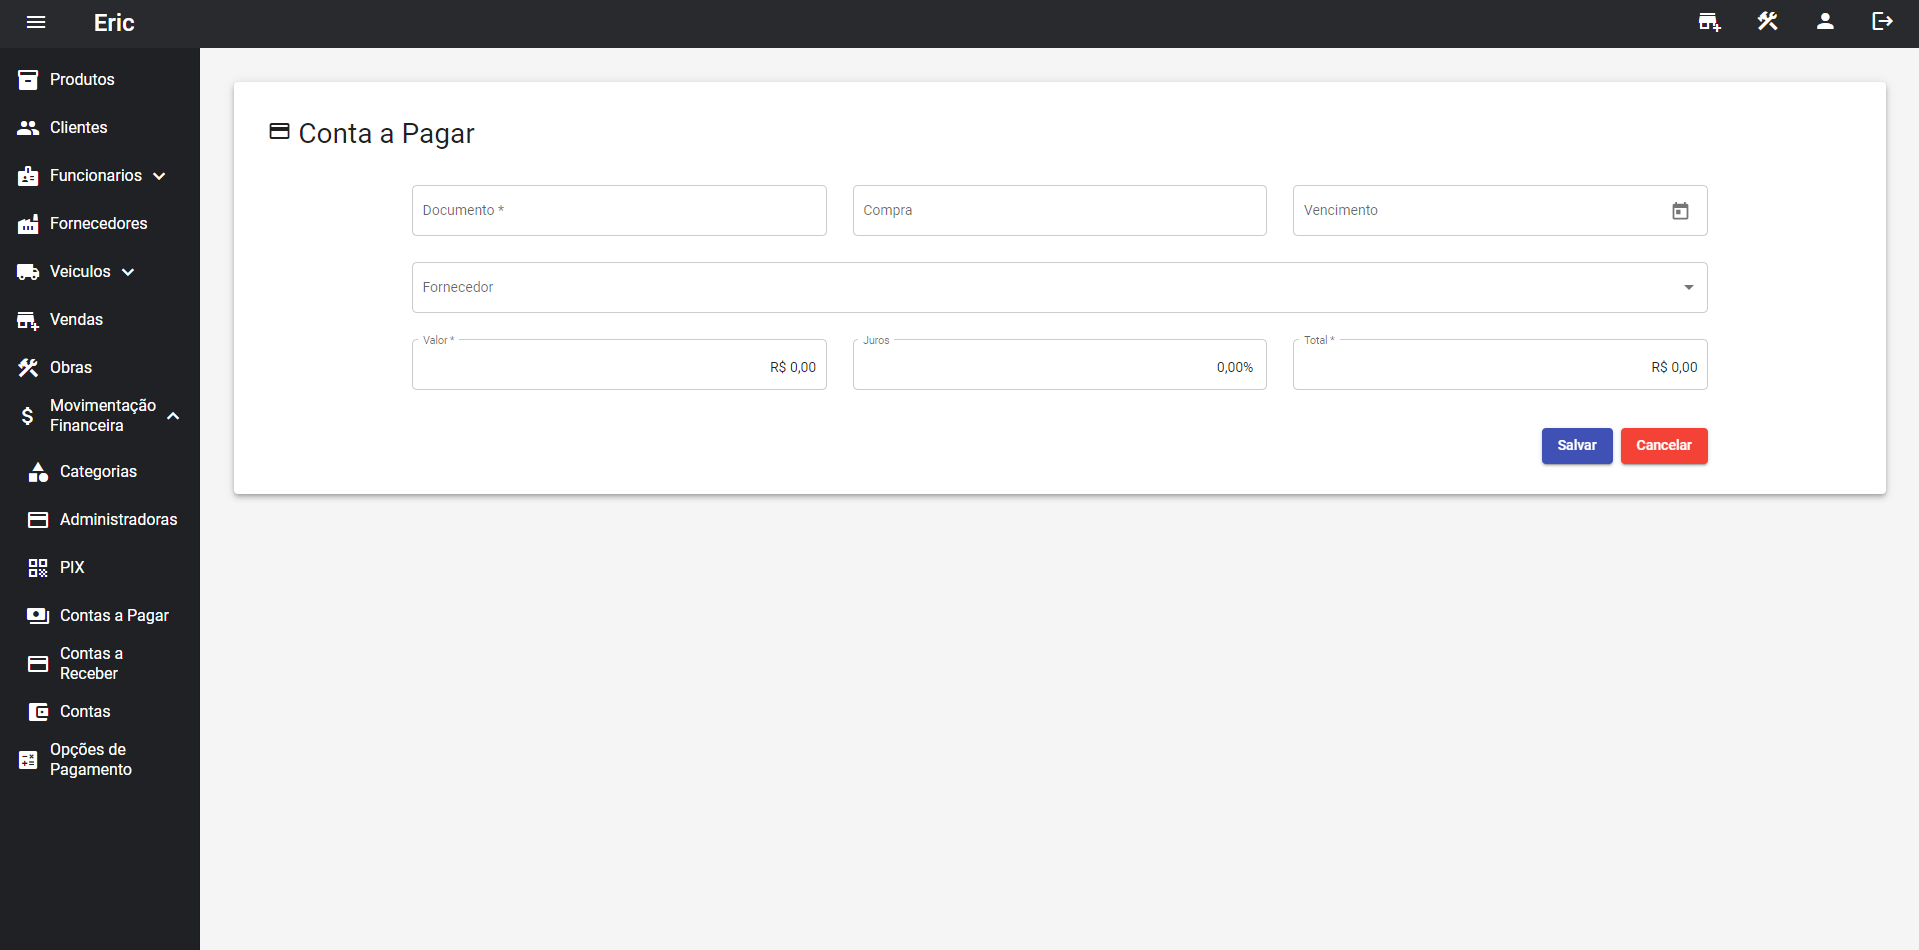 Eric
Produtos
Clientes
Funcionarios
Fornecedores
Veiculos
Vendas
Obras
Movimentação
Financeira
Categorias
Administradoras
PIX
Contas a Pagar
Contas a
Receber
Contas
Opções de
Pagamento
Conta a Pagar
Documento *
Compra
Vencimento
Fornecedor
Valor *
R$ 0,00
Juros
0,00%
Total *
R$ 0,00
Salvar
Cancelar